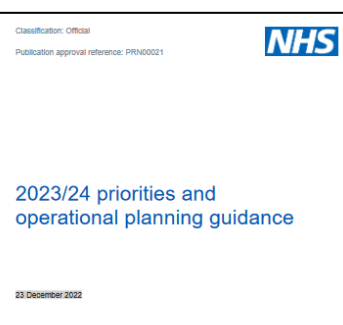 Classification: Official
Publication approval reference: PRN00021
NHS
2023/24 priorities and
operational planning guidance
23 December 2022